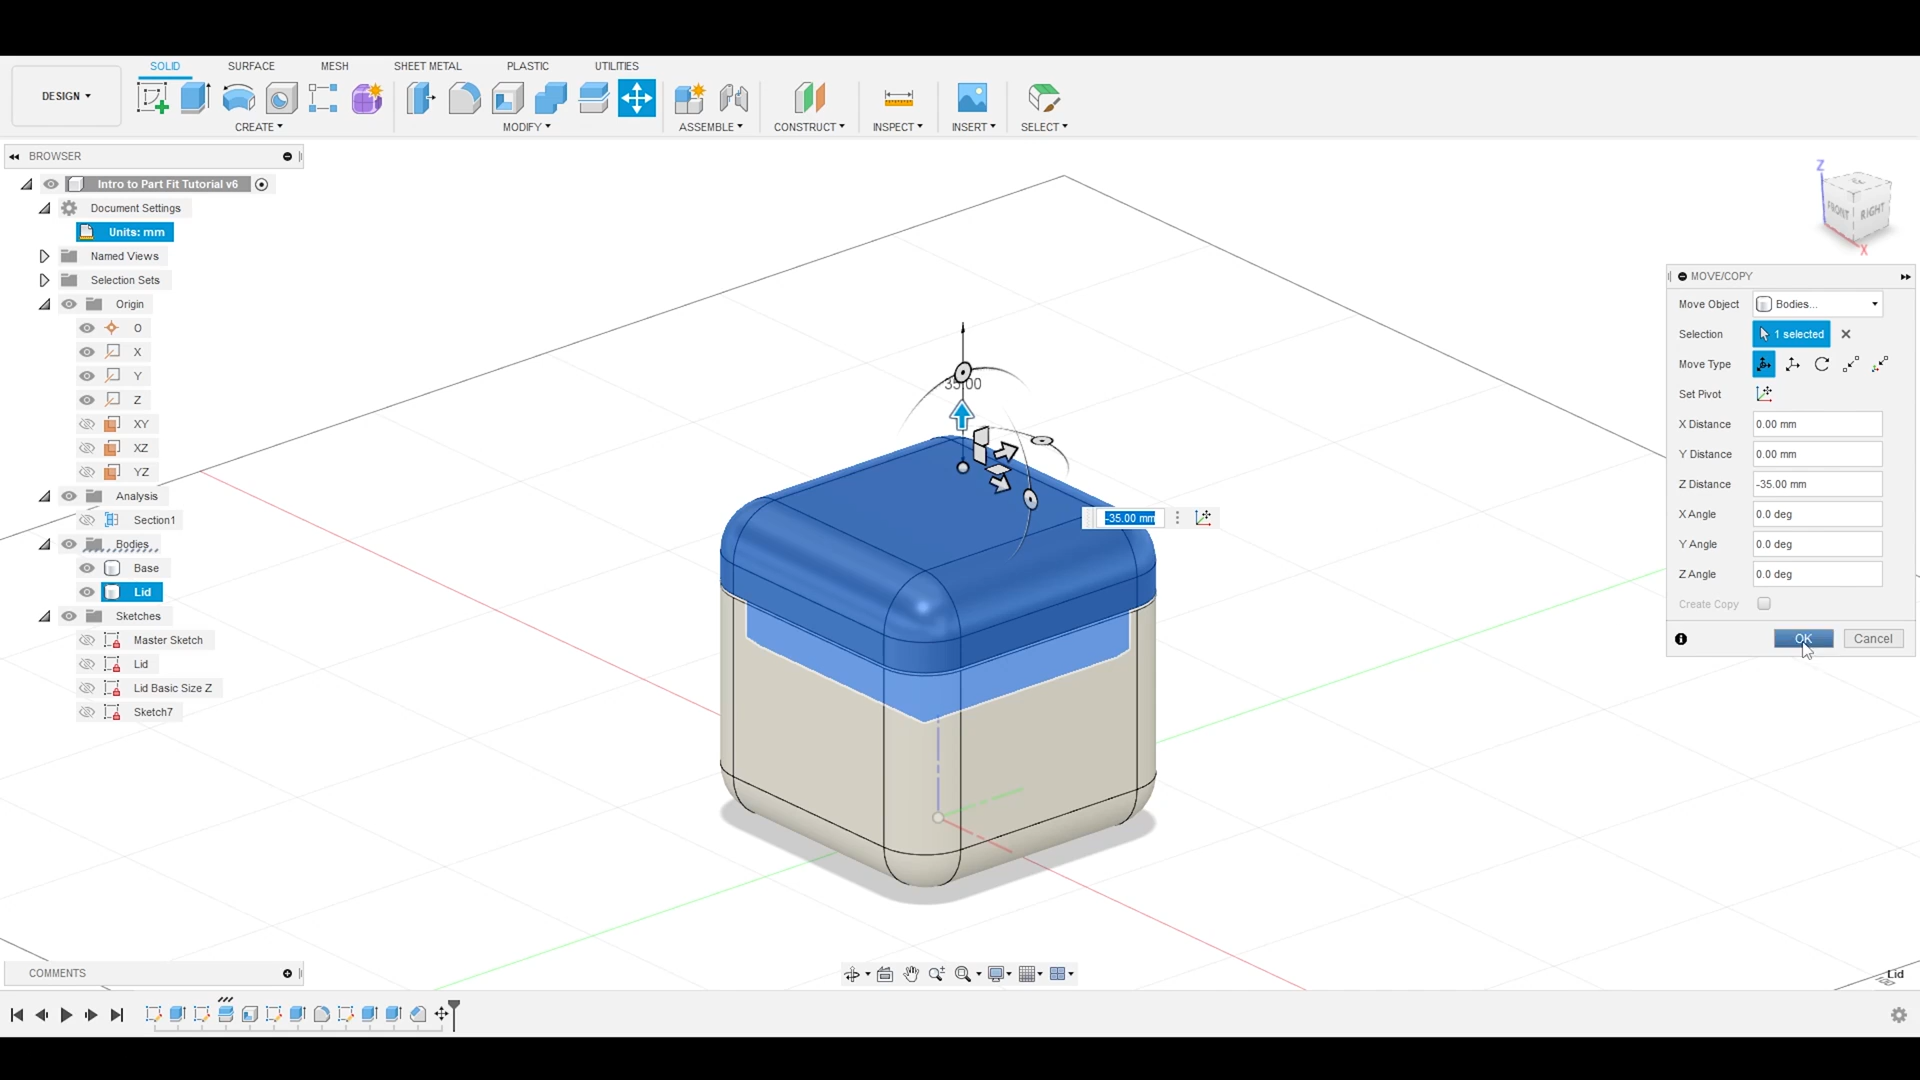 SOLID SURFACE MESH SHEET METAL PLASTIC UTILITIES
DESIGN
CREATE MODIFY ASSEMBLE CONSTRUCT INSPECT INSERT SELECT
BROWSER
Intro to Part Fit Tutorial v6
Document Settings
Units: mm
Named Views
Selection Sets
Origin
O
X
Y
Z
XY
XZ
YZ
Analysis
Section1
Bodies
Base
Lid
Sketches
Master Sketch
Lid
Lid Basic Size Z
Sketch7
35.00
-35.00 mm
Z
FRONT RIGHT
X
MOVE/COPY
Move Object Bodies...
Selection 1 selected
Move Type
Set Pivot
X Distance 0.00 mm
Y Distance 0.00 mm
Z Distance -35.00 mm
X Angle 0.0 deg
Y Angle 0.0 deg
Z Angle 0.0 deg
Create Copy
OK Cancel
COMMENTS
Lid